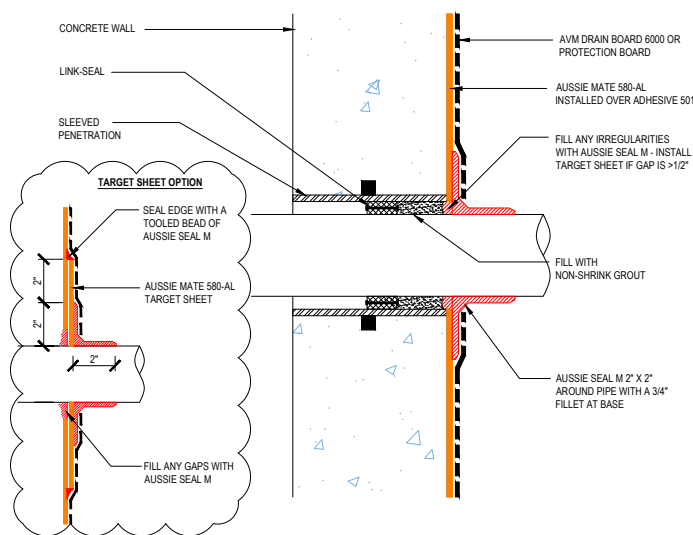 CONCRETE WALL
LINK-SEAL
SLEEVED
PENETRATION
AVM DRAIN BOARD 6000 OR
PROTECTION BOARD
AUSSIE MATE 580-AL
INSTALLED OVER ADHESIVE 501
FILL ANY IRREGULARITIES
WITH AUSSIE SEAL M - INSTALL
TARGET SHEET IF GAP IS >1/2"
FILL WITH
NON-SHRINK GROUT
AUSSIE SEAL M 2" X 2"
AROUND PIPE WITH A 3/4"
FILLET AT BASE
TARGET SHEET OPTION
SEAL EDGE WITH A
TOOLED BEAD OF
AUSSIE SEAL M
2"
AUSSIE MATE 580-AL
TARGET SHEET
2"
2"
FILL ANY GAPS WITH
AUSSIE SEAL M